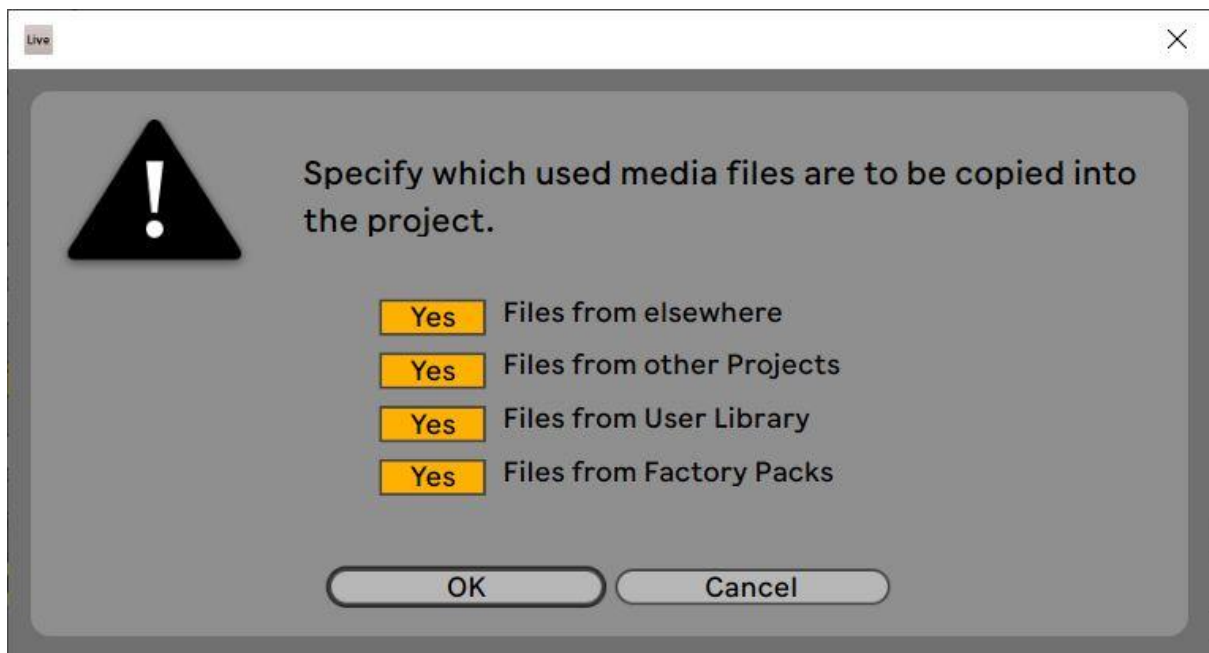 Live
Specify which used media files are to be copied into
the project.
Yes Files from elsewhere
Yes Files from other Projects
Yes Files from User Library
Yes Files from Factory Packs
OK Cancel